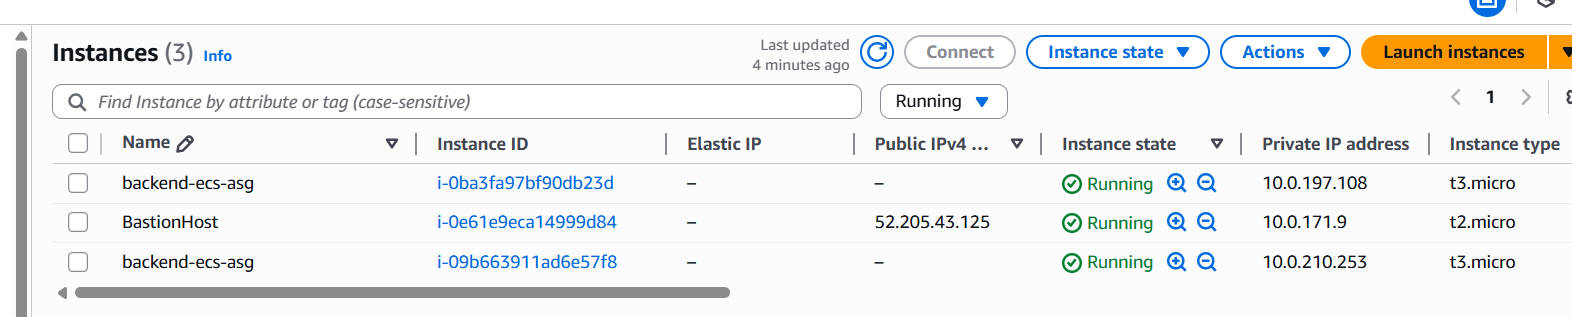 Instances (3) Info
Last updated
4 minutes ago
Connect
Instance state
Actions
Launch instances
Find Instance by attribute or tag (case-sensitive)
Running
1
Name Instance ID Elastic IP Public IPv4 ... Instance state Private IP address Instance type
backend-ecs-asg i-0ba3fa97bf90db23d – – Running 10.0.197.108 t3.micro
BastionHost i-0e61e9eca14999d84 – 52.205.43.125 Running 10.0.171.9 t2.micro
backend-ecs-asg i-09b663911ad6e57f8 – – Running 10.0.210.253 t3.micro